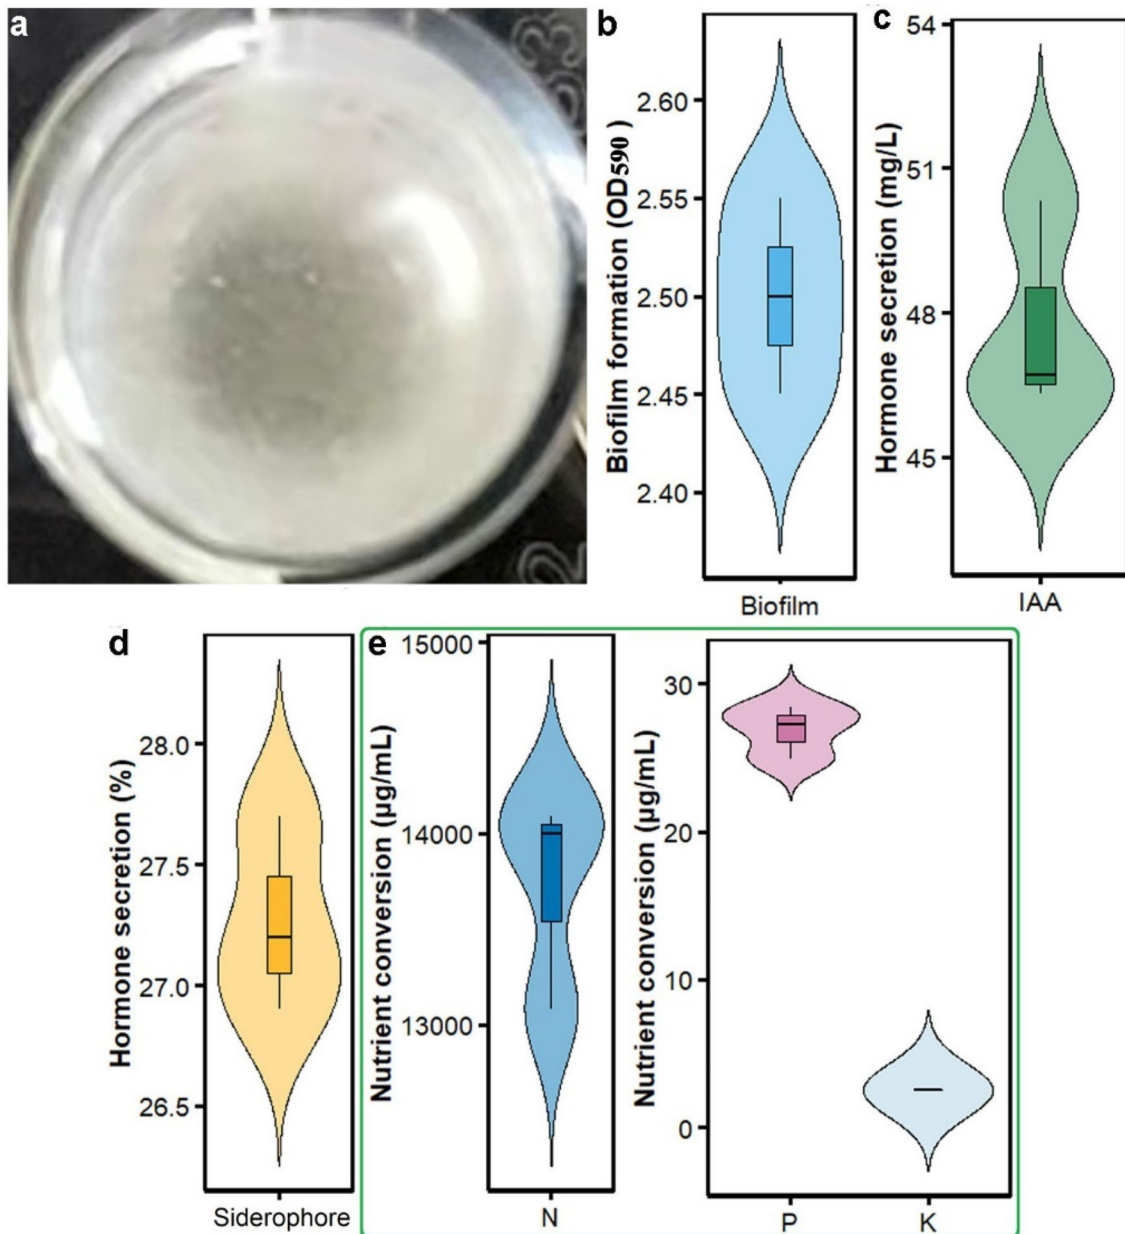 a
b
Biofilm formation (OD590 )
2.60
2.55
2.50
2.45
2.40
Biofilm
c
Hormone secretion (mg/L)
54
51
48
45
IAA
d
Hormone secretion (%)
28.0
27.5
27.0
26.5
Siderophore
e
Nutrient conversion (µg/mL)
15000
14000
13000
N
Nutrient conversion (µg/mL)
30
20
10
0
P
K